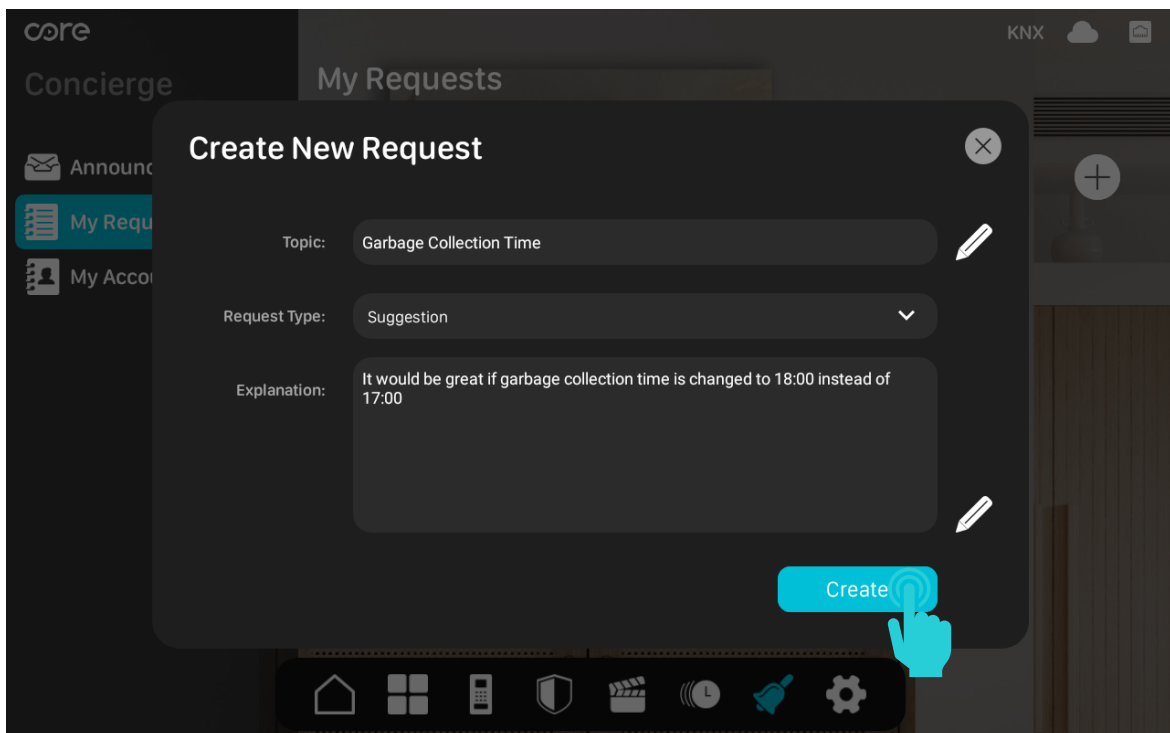 core
KNX
Concierge
My Requests
Announc
My Requ
My Acco
Create New Request
Topic:
Garbage Collection Time
Request Type:
Suggestion
Explanation:
It would be great if garbage collection time is changed to 18:00 instead of
17:00
Create
L